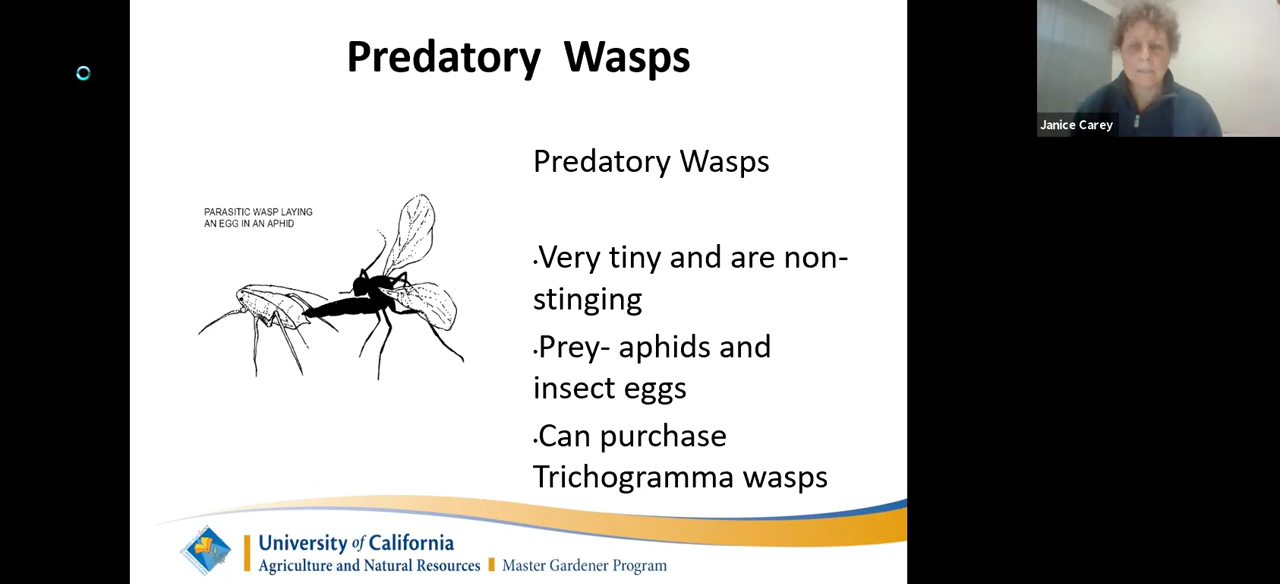 Predatory Wasps
Janice Carey
Predatory Wasps
PARASITIC WASP LAYING
AN EGG IN AN APHID
.Very tiny and are non-
stinging
.Prey- aphids and
insect eggs
.Can purchase
Trichogramma wasps
University of California
Agriculture and Natural Resources Master Gardener Program